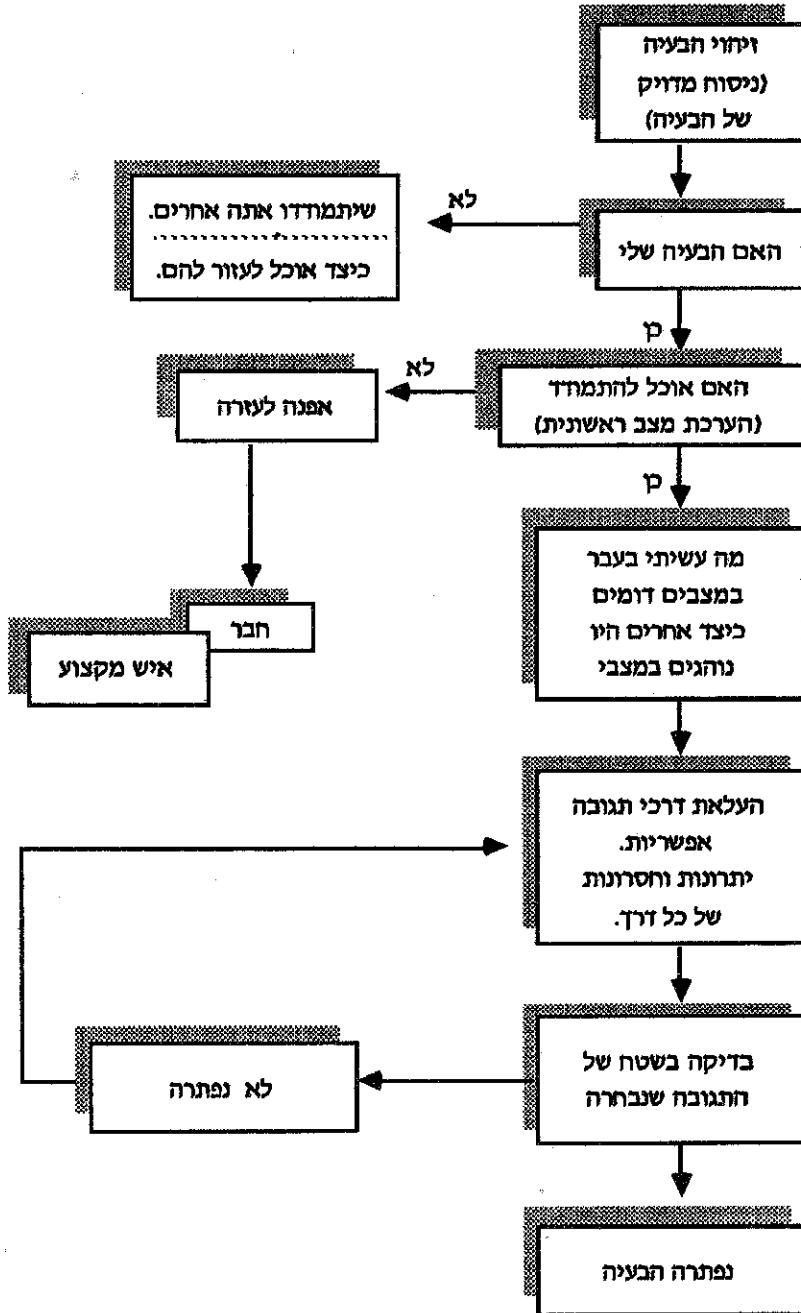 זיהוי הבעיה
(ניסוח מדויק
של הבעיה)
לא
שיתמודדו אתה אחרים.
כיצד אוכל לעזור להם.
האם הבעיה שלי
כן
לא
האם אוכל להתמודד
(הערכת מצב ראשונית)
אפנה לעזרה
כן
מה עשיתי בעבר
במצבים דומים
כיצד אחרים היו
נוהגים במצבי
חבר
איש מקצוע
העלאת דרכי תגובה
אפשריות.
יתרונות וחסרונות
של כל דרך.
בדיקה בשטח של
התגובה שנבחרה
לא נפתרה
נפתרה הבעיה